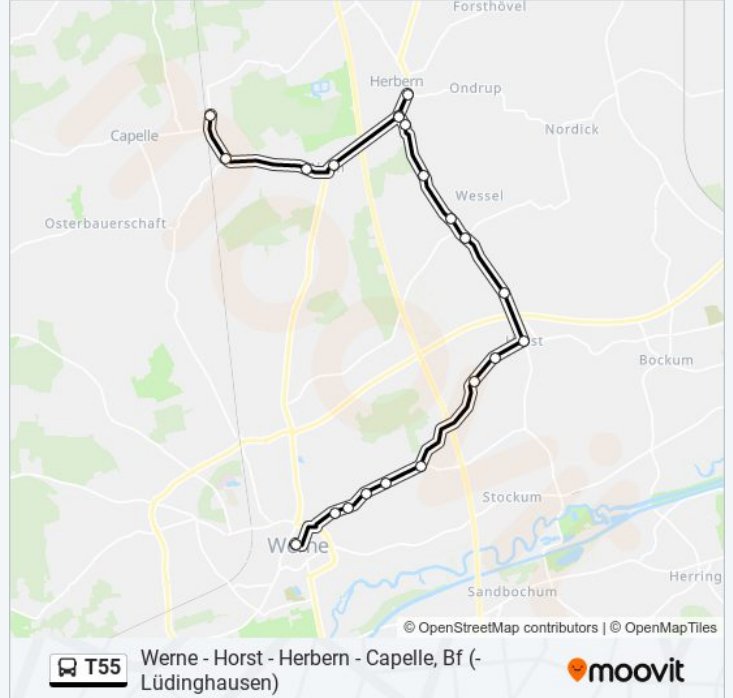 Forsthövel
Herbern
Ondrup
Capelle
Nordick
Wessel
Osterbauerschaft
Bockum
Stockum
Herring
Sandbochum
© OpenStreetMap contributors | © OpenMapTiles
T55
Werne - Horst - Herbern - Capelle, Bf (-
Lüdinghausen)
moovit